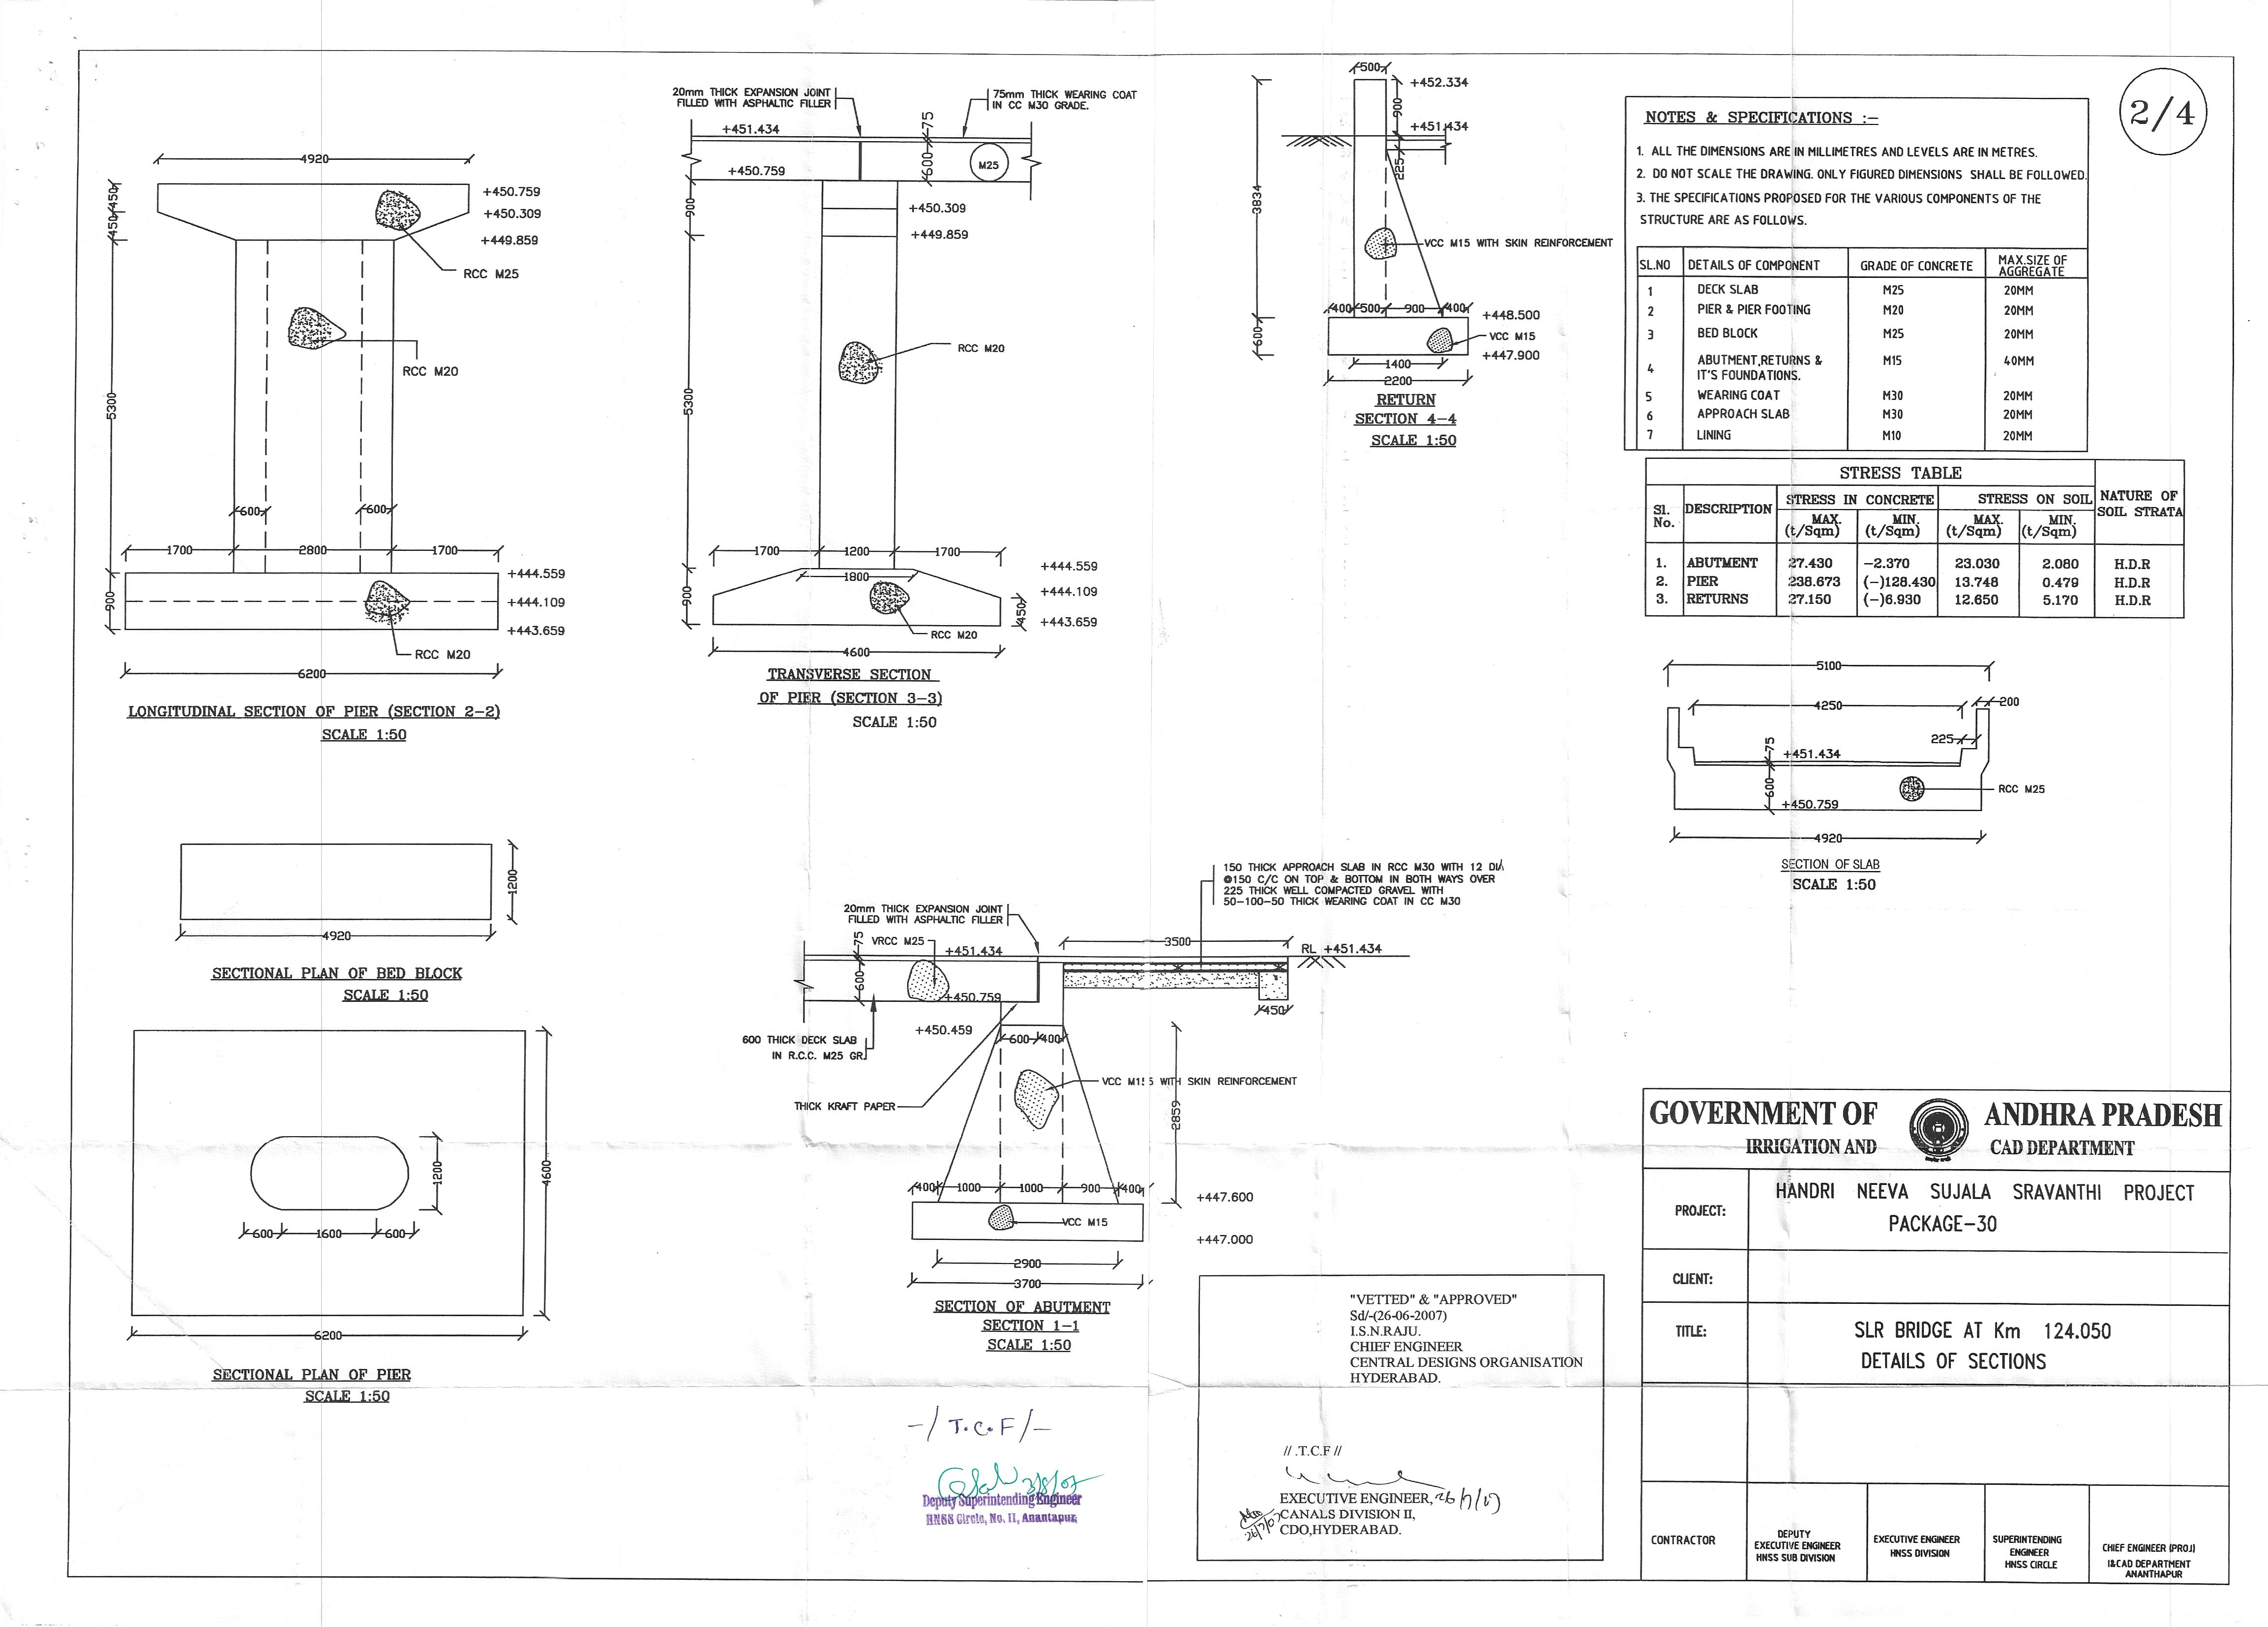 2/4
4920
450
450
+450.759
+450.309
+449.859
RCC M25
RCC M20
5300
600
600
1700
2800
1700
900
+444.559
+444.109
+443.659
RCC M20
6200
LONGITUDINAL SECTION OF PIER (SECTION 2-2)
SCALE 1:50
20mm THICK EXPANSION JOINT
FILLED WITH ASPHALTIC FILLER
75mm THICK WEARING COAT
IN CC M30 GRADE.
+451.434
75
600
M25
+450.759
900
+450.309
+449.859
RCC M20
5300
1700
1200
1700
1800
900
450
+444.559
+444.109
+443.659
RCC M20
4600
TRANSVERSE SECTION
OF PIER (SECTION 3-3)
SCALE 1:50
500
+452.334
900
+451.434
225
3834
VCC M15 WITH SKIN REINFORCEMENT
400
500
900
400
+448.500
600
VCC M15
+447.900
1400
2200
RETURN
SECTION 4-4
SCALE 1:50
NOTES & SPECIFICATIONS :-
1. ALL THE DIMENSIONS ARE IN MILLIMETRES AND LEVELS ARE IN METRES.
2. DO NOT SCALE THE DRAWING. ONLY FIGURED DIMENSIONS SHALL BE FOLLOWED.
3. THE SPECIFICATIONS PROPOSED FOR THE VARIOUS COMPONENTS OF THE
STRUCTURE ARE AS FOLLOWS.
SL.NO DETAILS OF COMPONENT GRADE OF CONCRETE MAX.SIZE OF AGGREGATE
1 DECK SLAB M25 20MM
2 PIER & PIER FOOTING M20 20MM
3 BED BLOCK M25 20MM
4 ABUTMENT,RETURNS & IT'S FOUNDATIONS. M15 40MM
5 WEARING COAT M30 20MM
6 APPROACH SLAB M30 20MM
7 LINING M10 20MM
STRESS TABLE
Sl. No. DESCRIPTION STRESS IN CONCRETE STRESS ON SOIL NATURE OF SOIL STRATA
MAX. (t/Sqm) MIN. (t/Sqm) MAX. (t/Sqm) MIN. (t/Sqm)
1. ABUTMENT 27.430 -2.370 23.030 2.080 H.D.R
2. PIER 238.673 (-)128.430 13.748 0.479 H.D.R
3. RETURNS 27.150 (-)6.930 12.650 5.170 H.D.R
5100
4250
200
225
75
+451.434
600
RCC M25
+450.759
4920
SECTION OF SLAB
SCALE 1:50
1200
4920
SECTIONAL PLAN OF BED BLOCK
SCALE 1:50
1200
4600
600
1600
600
6200
SECTIONAL PLAN OF PIER
SCALE 1:50
150 THICK APPROACH SLAB IN RCC M30 WITH 12 DIA
@150 C/C ON TOP & BOTTOM IN BOTH WAYS OVER
225 THICK WELL COMPACTED GRAVEL WITH
50-100-50 THICK WEARING COAT IN CC M30
20mm THICK EXPANSION JOINT
FILLED WITH ASPHALTIC FILLER
75
VRCC M25
+451.434
3500
RL +451.434
600
+450.759
450
+450.459
600 THICK DECK SLAB
IN R.C.C. M25 GR.
600
400
VCC M15 WITH SKIN REINFORCEMENT
THICK KRAFT PAPER
2859
400
1000
1000
900
400
+447.600
VCC M15
+447.000
2900
3700
SECTION OF ABUTMENT
SECTION 1-1
SCALE 1:50
-/ T.C.F /-
3/8/07
Deputy Superintending Engineer
HNSS Circle, No. II, Anantapur
"VETTED" & "APPROVED"
Sd/-(26-06-2007)
I.S.N.RAJU.
CHIEF ENGINEER
CENTRAL DESIGNS ORGANISATION
HYDERABAD.
// .T.C.F //
EXECUTIVE ENGINEER, 26/7/07
CANALS DIVISION II,
CDO,HYDERABAD.
26/7/07
GOVERNMENT OF ANDHRA PRADESH
IRRIGATION AND CAD DEPARTMENT
PROJECT:
HANDRI NEEVA SUJALA SRAVANTHI PROJECT
PACKAGE-30
CLIENT:
TITLE:
SLR BRIDGE AT Km 124.050
DETAILS OF SECTIONS
CONTRACTOR
DEPUTY
EXECUTIVE ENGINEER
HNSS SUB DIVISION
EXECUTIVE ENGINEER
HNSS DIVISION
SUPERINTENDING
ENGINEER
HNSS CIRCLE
CHIEF ENGINEER (PROJ)
I&CAD DEPARTMENT
ANANTHAPUR